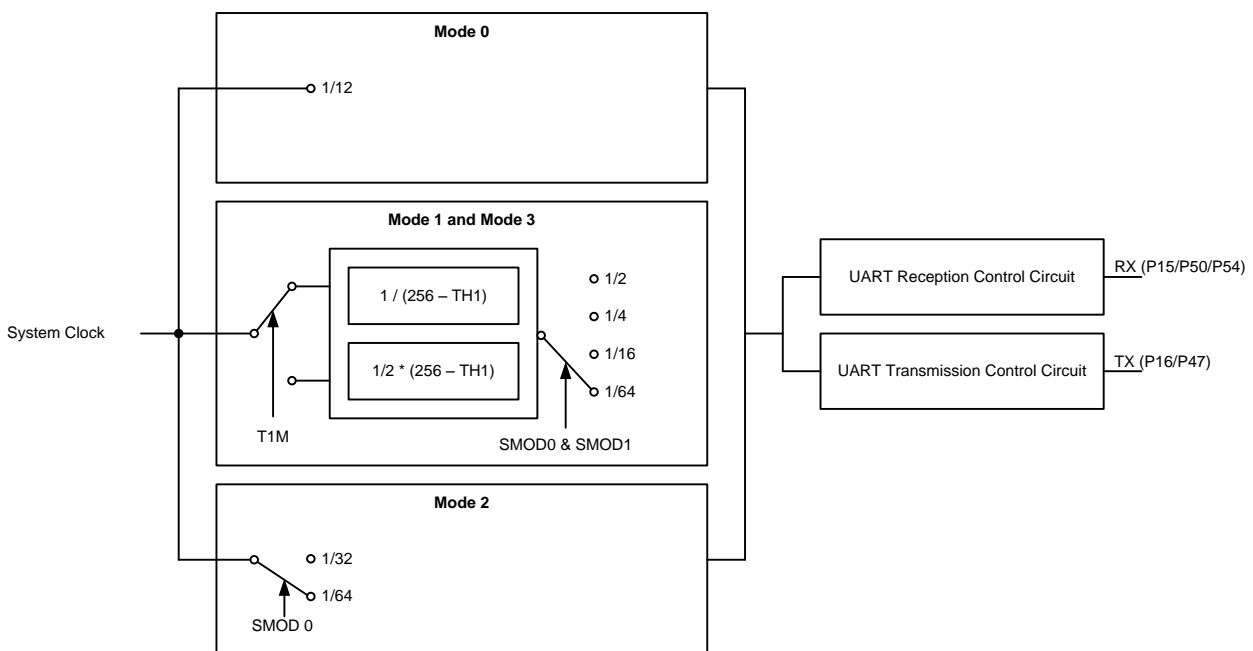 Mode 0
1/12
Mode 1 and Mode 3
1 / (256 – TH1)
1/2 * (256 – TH1)
1/2
1/4
1/16
1/64
T1M
SMOD0 & SMOD1
System Clock
Mode 2
1/32
1/64
SMOD 0
UART Reception Control Circuit
RX (P15/P50/P54)
UART Transmission Control Circuit
TX (P16/P47)